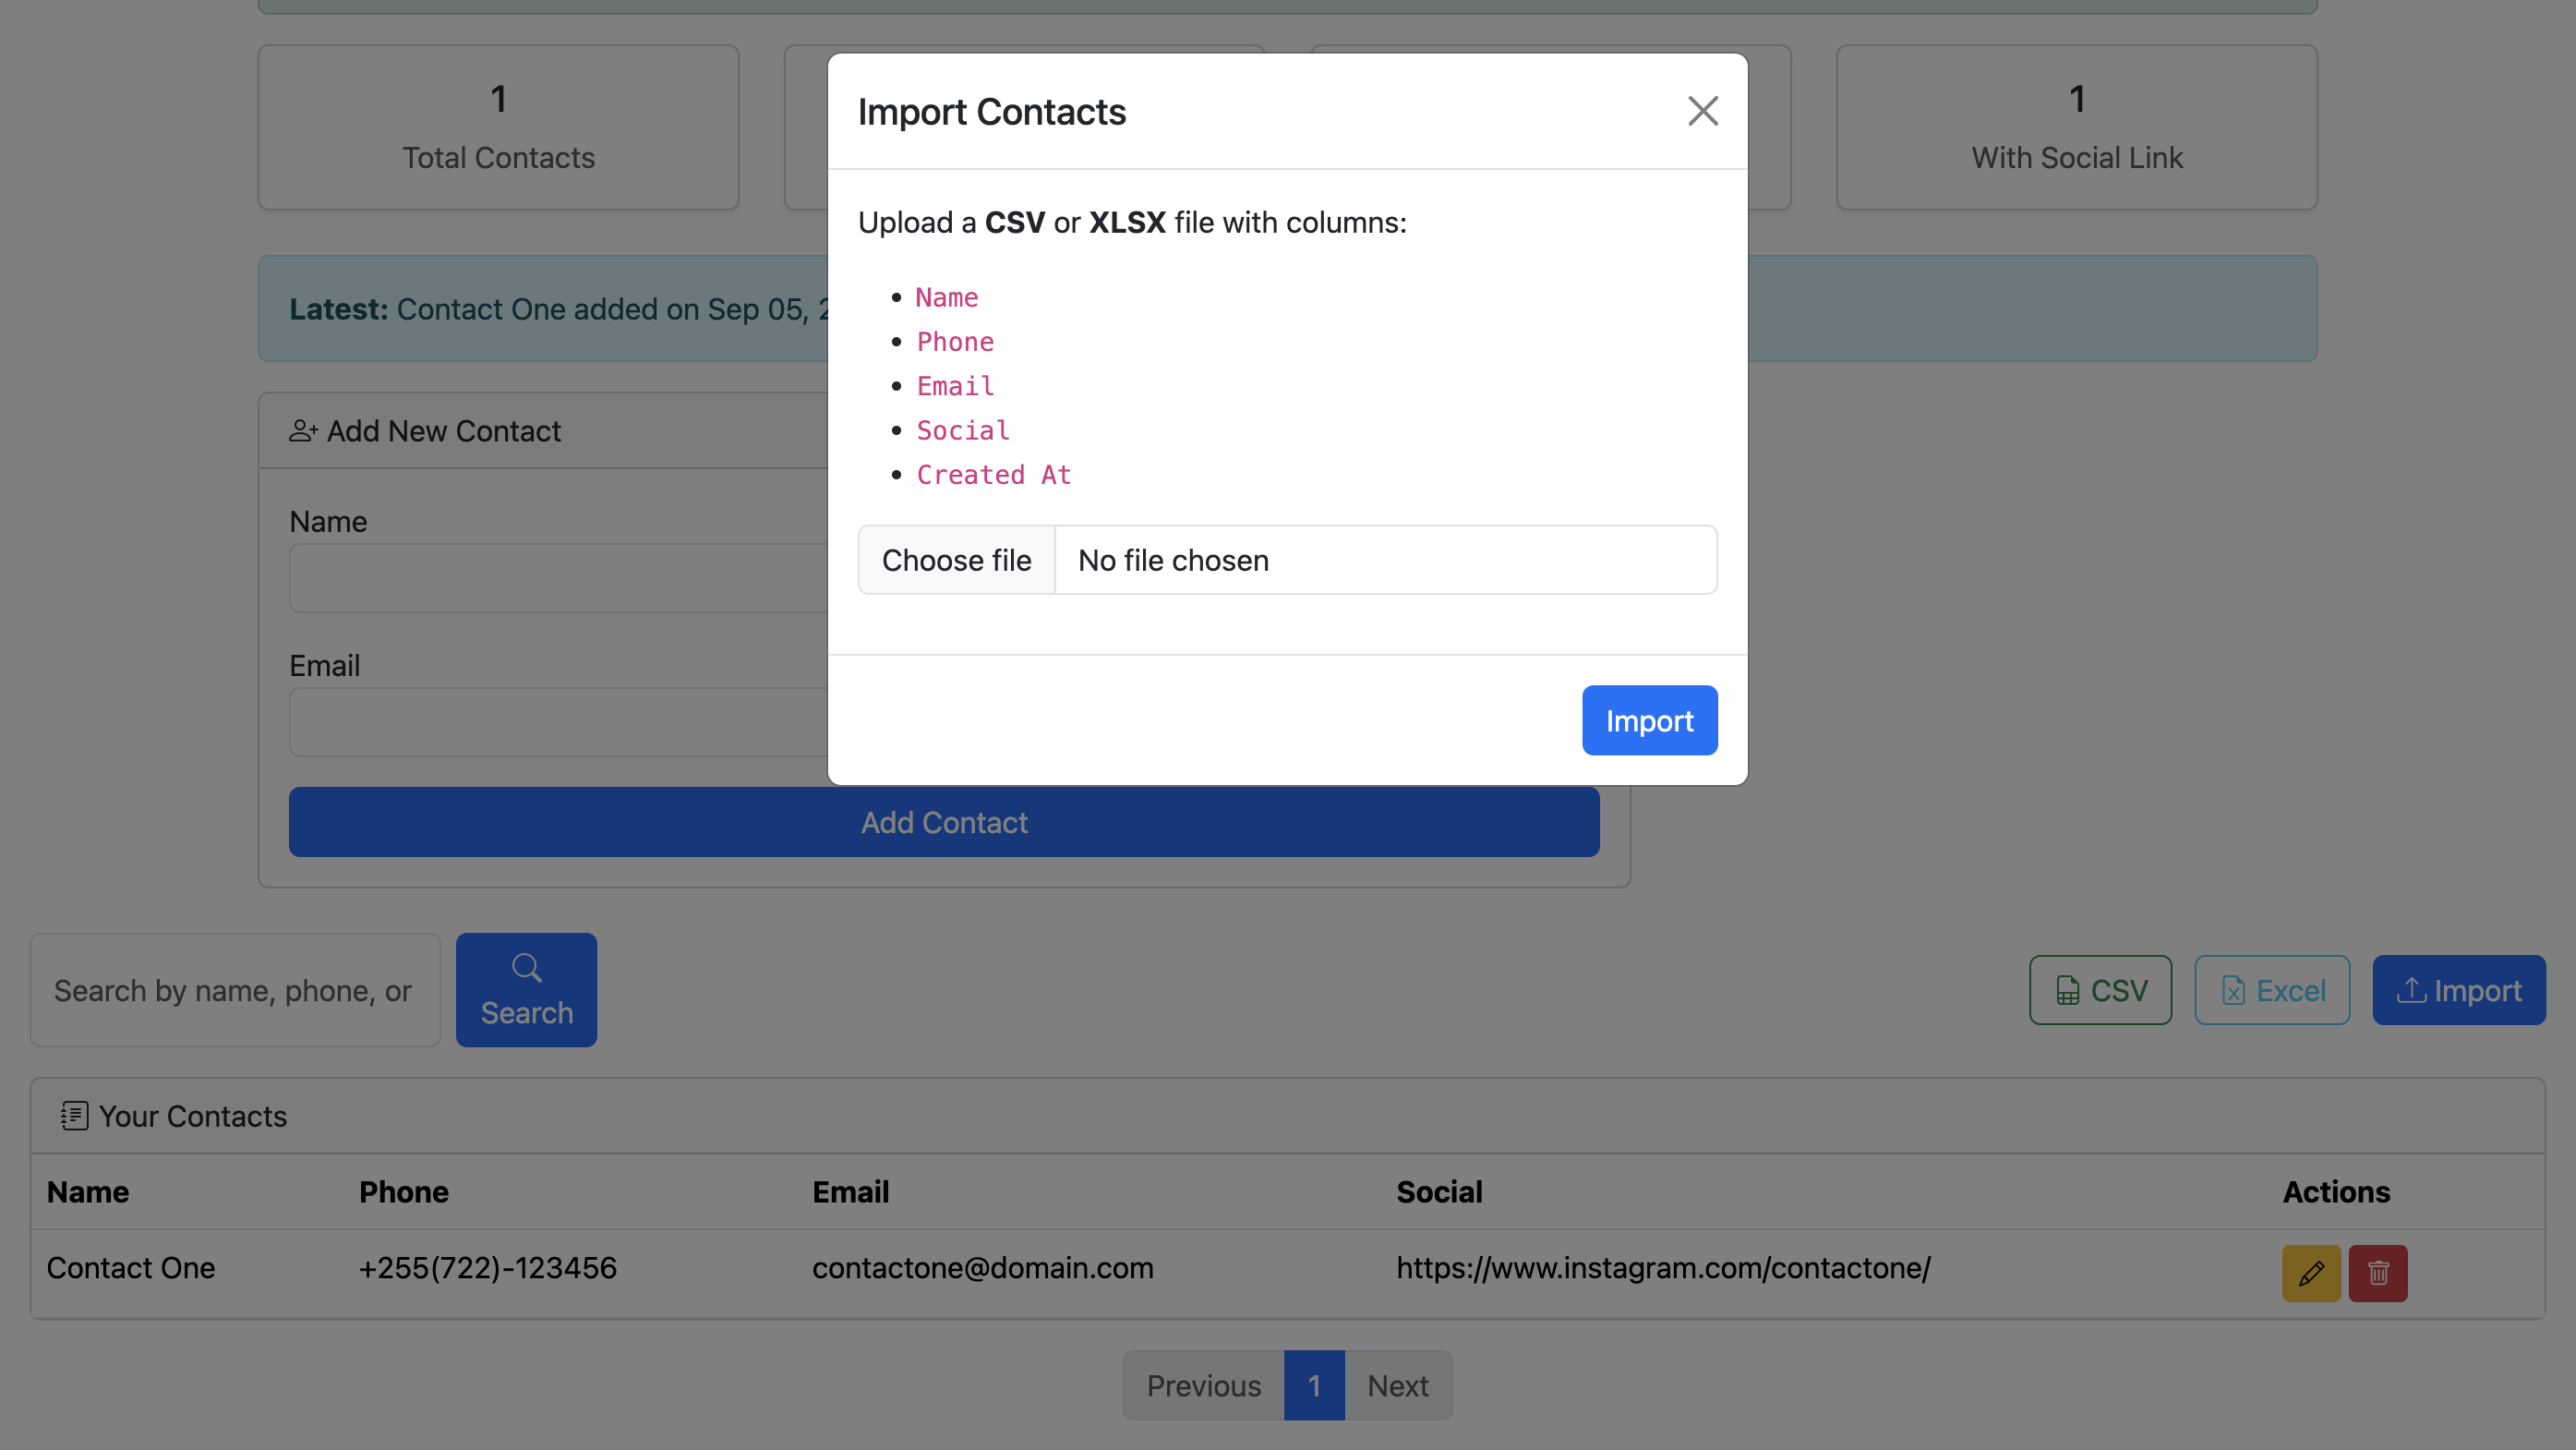 1
Total Contacts
1
With Social Link
Import Contacts
Upload a CSV or XLSX file with columns:
Name
Phone
Email
Social
Created At
Choose file
No file chosen
Import
Latest: Contact One added on Sep 05,
Add New Contact
Name
Email
Add Contact
Search by name, phone, or
Search
CSV
Excel
Import
Your Contacts
Name Phone Email Social Actions
Contact One +255(722)-123456 contactone@domain.com https://www.instagram.com/contactone/
Previous 1 Next